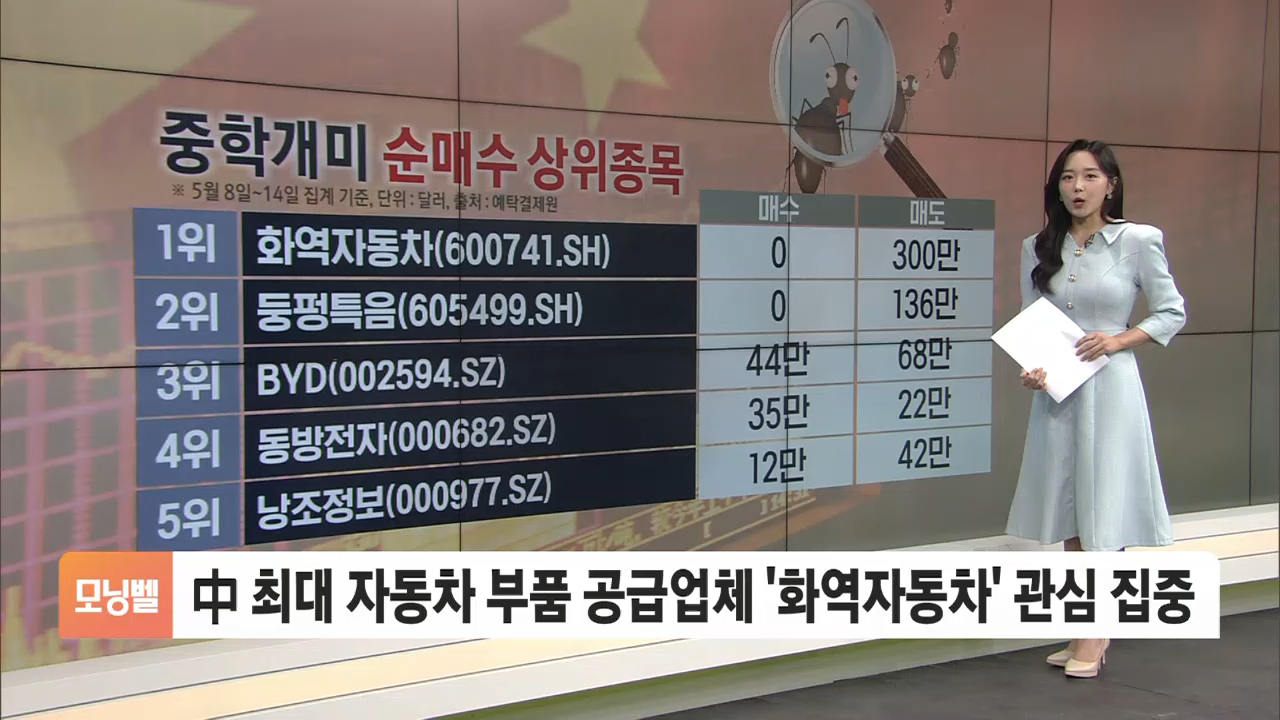 중학개미 순매수 상위종목
※ 5월 8일~14일 집계 기준, 단위 : 달러, 출처 : 예탁결제원
매수 매도
1위 화역자동차(600741.SH) 0 300만
2위 둥펑특음(605499.SH) 0 136만
3위 BYD(002594.SZ) 44만 68만
4위 동방전자(000682.SZ) 35만 22만
5위 낭조정보(000977.SZ) 12만 42만
모닝벨 中 최대 자동차 부품 공급업체 '화역자동차' 관심 집중